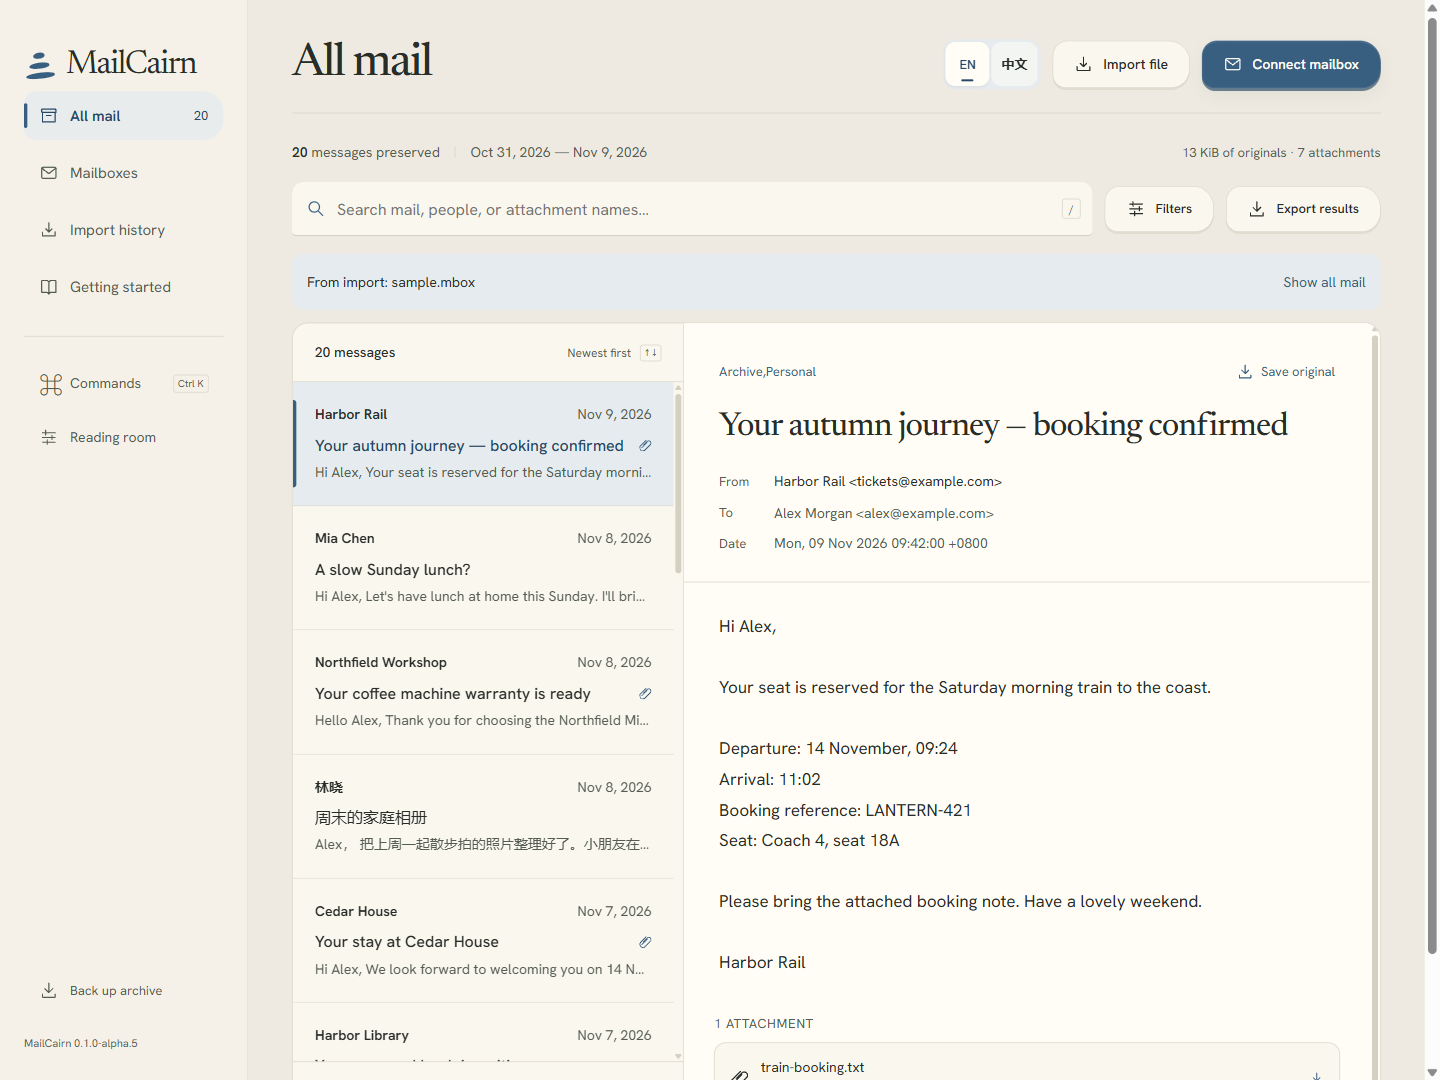 MailCairn
All mail 20
Mailboxes
Import history
Getting started
Commands Ctrl K
Reading room
Back up archive
MailCairn 0.1.0-alpha.5
All mail
EN 中文 Import file Connect mailbox
20 messages preserved Oct 31, 2026 — Nov 9, 2026 13 KiB of originals · 7 attachments
Search mail, people, or attachment names... / Filters Export results
From import: sample.mbox Show all mail
20 messages Newest first ↑↓
Harbor Rail Nov 9, 2026
Your autumn journey — booking confirmed
Hi Alex, Your seat is reserved for the Saturday morni...
Mia Chen Nov 8, 2026
A slow Sunday lunch?
Hi Alex, Let's have lunch at home this Sunday. I'll bri...
Northfield Workshop Nov 8, 2026
Your coffee machine warranty is ready
Hello Alex, Thank you for choosing the Northfield Mi...
林晓 Nov 8, 2026
周末的家庭相册
Alex， 把上周一起散步拍的照片整理好了。小朋友在...
Cedar House Nov 7, 2026
Your stay at Cedar House
Hi Alex, We look forward to welcoming you on 14 N...
Harbor Library Nov 7, 2026
Archive,Personal Save original
Your autumn journey — booking confirmed
From Harbor Rail <tickets@example.com>
To Alex Morgan <alex@example.com>
Date Mon, 09 Nov 2026 09:42:00 +0800
Hi Alex,
Your seat is reserved for the Saturday morning train to the coast.
Departure: 14 November, 09:24
Arrival: 11:02
Booking reference: LANTERN-421
Seat: Coach 4, seat 18A
Please bring the attached booking note. Have a lovely weekend.
Harbor Rail
1 ATTACHMENT
train-booking.txt